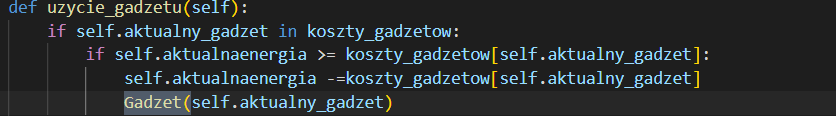 def uzycie_gadzetu(self):
    if self.aktualny_gadzet in koszty_gadzetow:
        if self.aktualnaenergia >= koszty_gadzetow[self.aktualny_gadzet]:
            self.aktualnaenergia -=koszty_gadzetow[self.aktualny_gadzet]
            Gadzet(self.aktualny_gadzet)